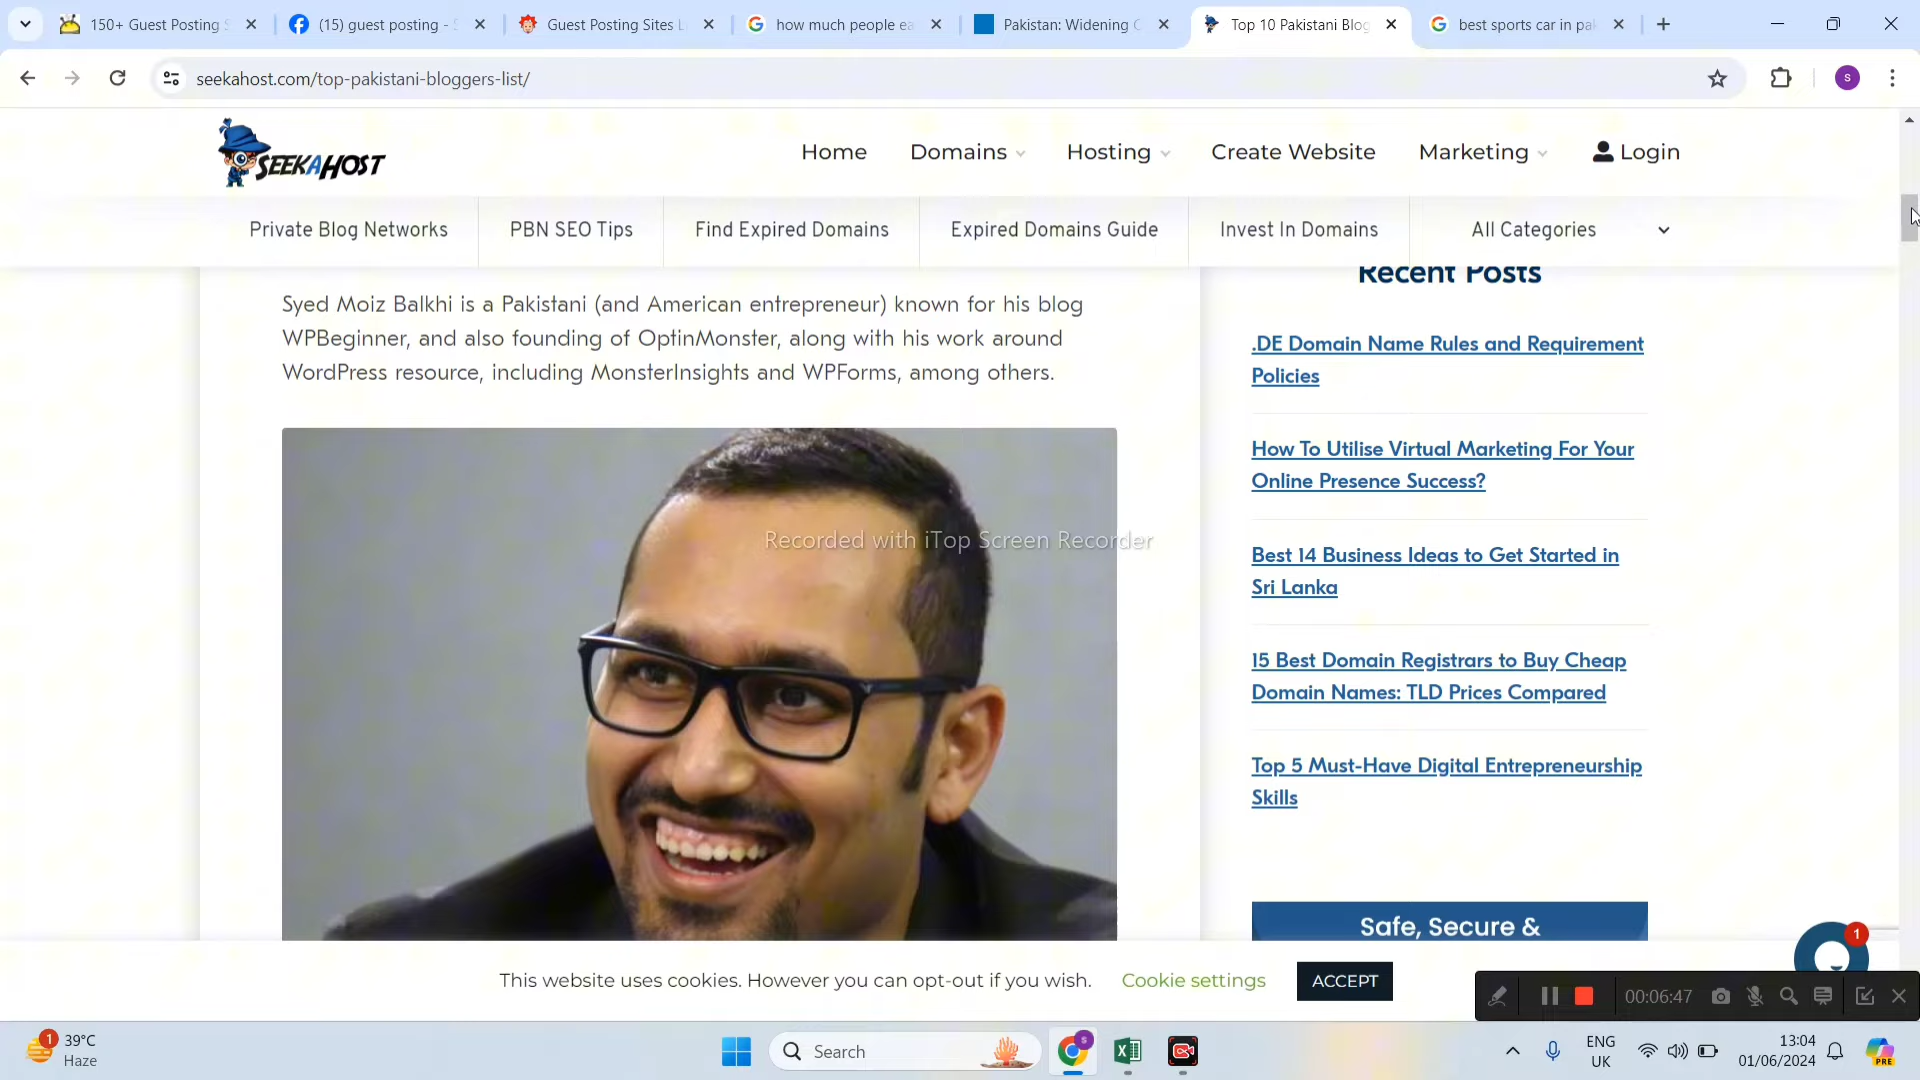 150+ Guest Posting S
(15) guest posting - S
Guest Posting Sites L
how much people ea
Pakistan: Widening C
Top 10 Pakistani Blog
best sports car in pak
seekahost.com/top-pakistani-bloggers-list/
S
SEEKAHOST
Home
Domains
Hosting
Create Website
Marketing
Login
Private Blog Networks
PBN SEO Tips
Find Expired Domains
Expired Domains Guide
Invest In Domains
All Categories
Recent Posts
Syed Moiz Balkhi is a Pakistani (and American entrepreneur) known for his blog
WPBeginner, and also founding of OptinMonster, along with his work around
WordPress resource, including MonsterInsights and WPForms, among others.
.DE Domain Name Rules and Requirement
Policies
How To Utilise Virtual Marketing For Your
Online Presence Success?
Best 14 Business Ideas to Get Started in
Sri Lanka
15 Best Domain Registrars to Buy Cheap
Domain Names: TLD Prices Compared
Top 5 Must-Have Digital Entrepreneurship
Skills
Recorded with iTop Screen Recorder
Safe, Secure &
1
This website uses cookies. However you can opt-out if you wish.
Cookie settings
ACCEPT
00:06:47
1
39°C
Haze
Search
S
ENG
UK
13:04
01/06/2024
PRE